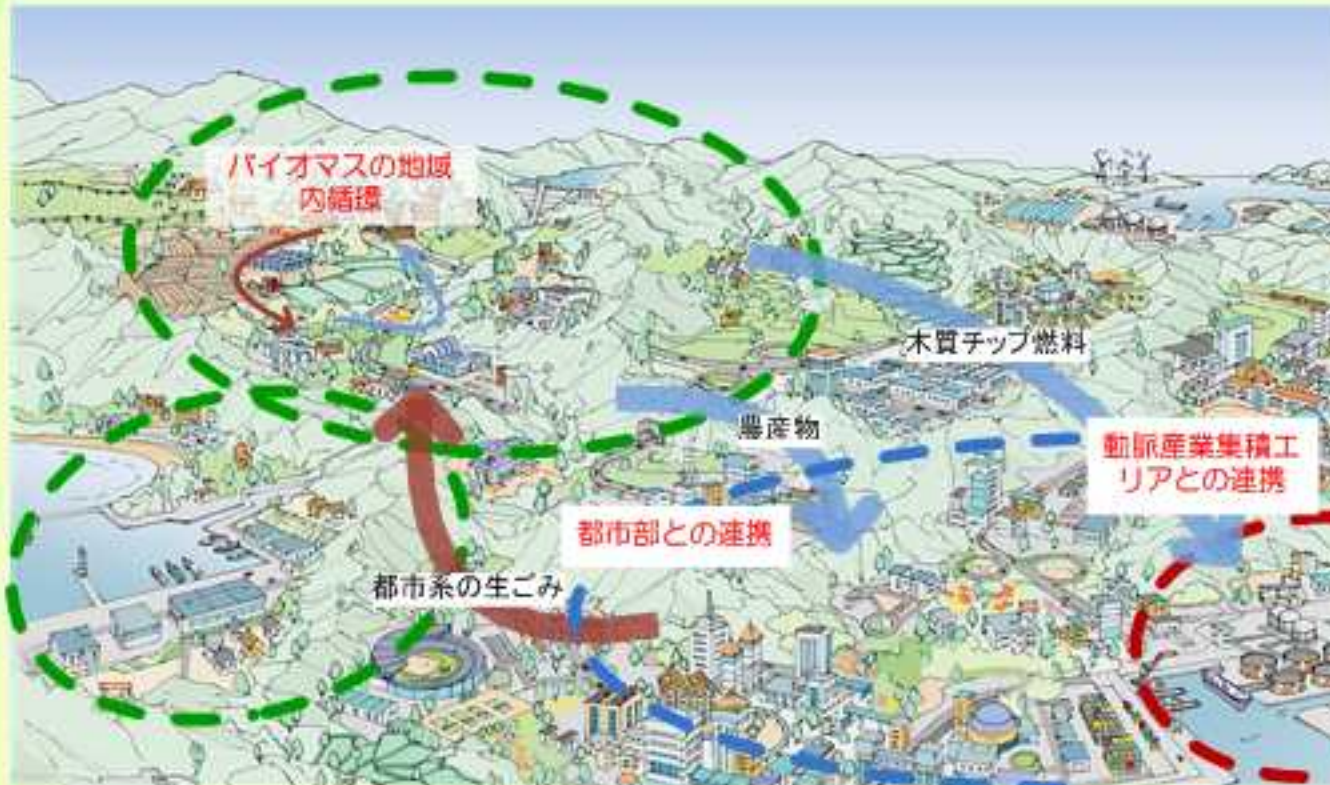 バイオマスの地域
内循環
木質チップ燃料
農産物
動脈産業集積エ
リアとの連携
都市部との連携
都市系の生ごみ